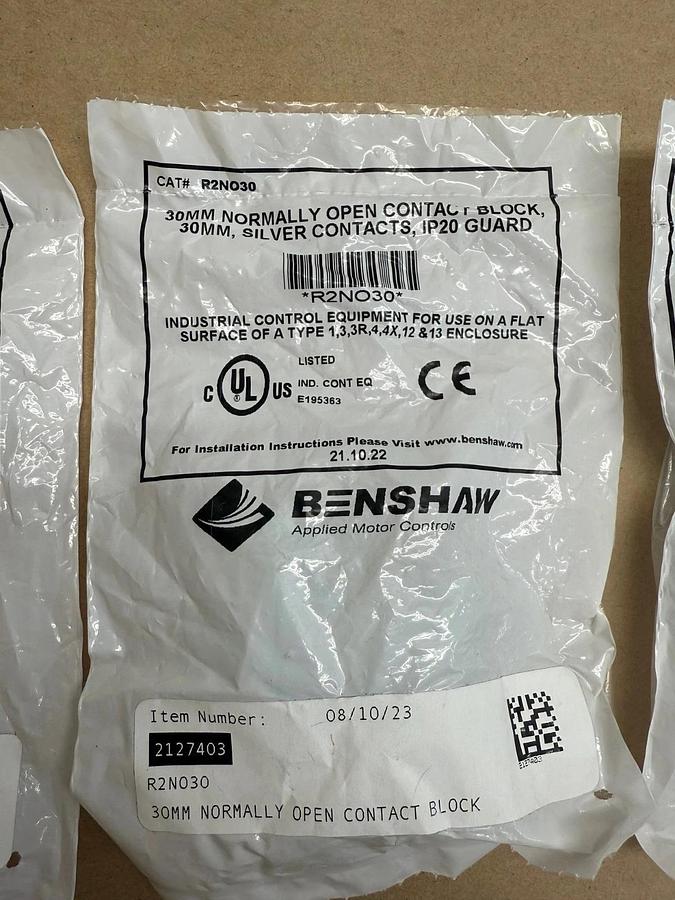 CAT# R2NO30
30MM NORMALLY OPEN CONTACT BLOCK,
30MM, SILVER CONTACTS, IP20 GUARD
*R2NO30*
INDUSTRIAL CONTROL EQUIPMENT FOR USE ON A FLAT
SURFACE OF A TYPE 1,3,3R,4,4X,12 &13 ENCLOSURE
C UL ® US
LISTED
IND. CONT EQ
E195363
CE
For Installation Instructions Please Visit www.benshaw.com
21.10.22
BENSHAW
Applied Motor Controls
Item Number: 08/10/23
2127403
2127403
R2NO30
30MM NORMALLY OPEN CONTACT BLOCK